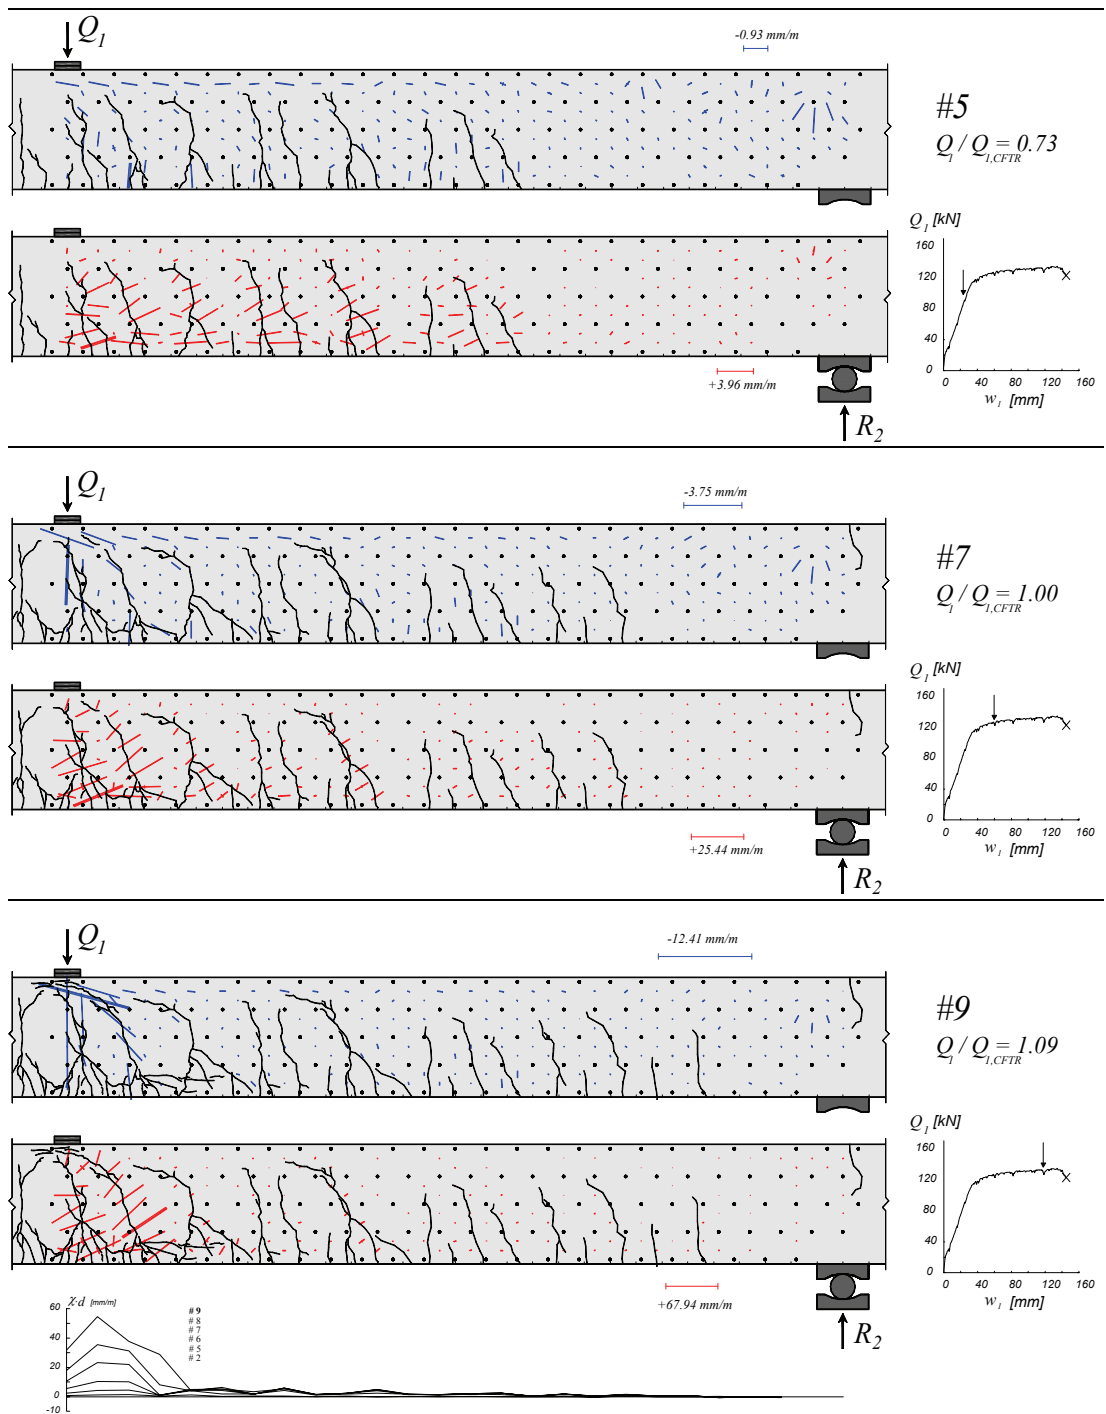 Q1
-0.93 mm/m
#5
Q1 / Q1,CFTR = 0.73
+3.96 mm/m
R2
Q1 [kN]
160
120
80
40
0
0 40 80 120 160
w1 [mm]
Q1
-3.75 mm/m
#7
Q1 / Q1,CFTR = 1.00
+25.44 mm/m
R2
Q1 [kN]
160
120
80
40
0
0 40 80 120 160
w1 [mm]
Q1
-12.41 mm/m
#9
Q1 / Q1,CFTR = 1.09
+67.94 mm/m
R2
Q1 [kN]
160
120
80
40
0
0 40 80 120 160
w1 [mm]
χ·d [mm/m]
60
40
20
0
-10
# 9
# 8
# 7
# 6
# 5
# 2